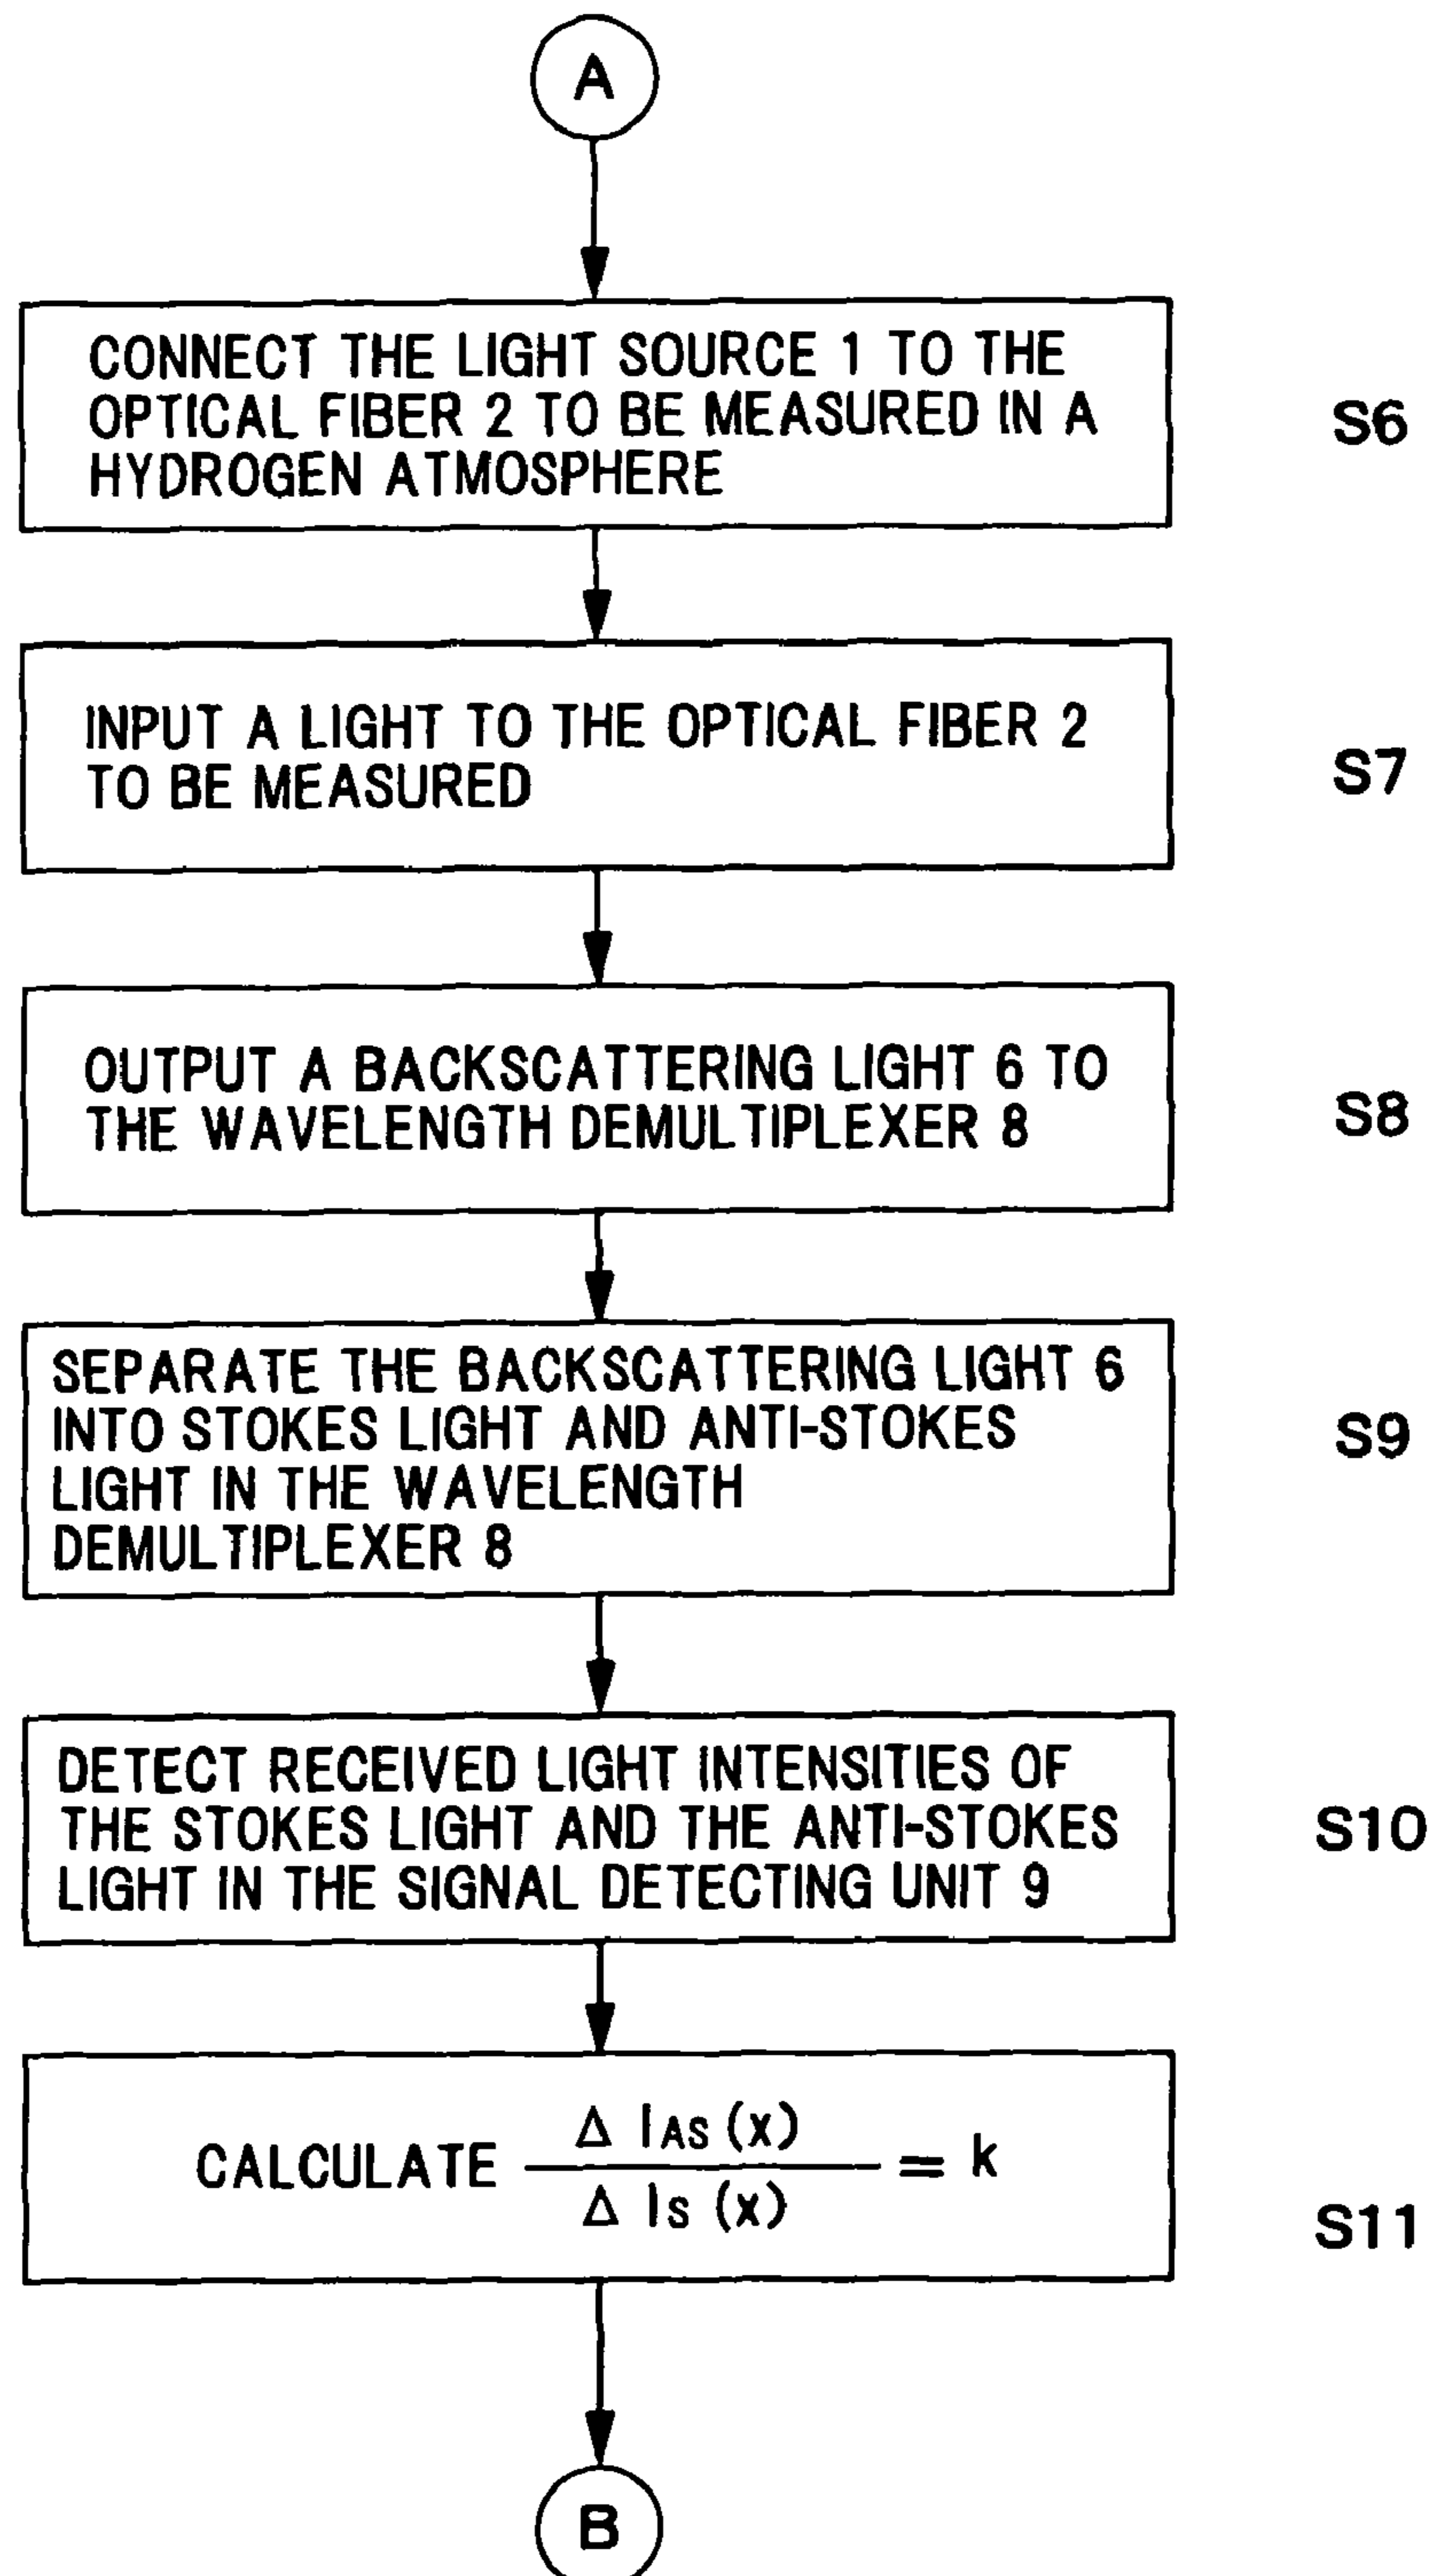 A
CONNECT THE LIGHT SOURCE 1 TO THE
OPTICAL FIBER 2 TO BE MEASURED IN A
HYDROGEN ATMOSPHERE
S6
INPUT A LIGHT TO THE OPTICAL FIBER 2
TO BE MEASURED
S7
OUTPUT A BACKSCATTERING LIGHT 6 TO
THE WAVELENGTH DEMULTIPLEXER 8
S8
SEPARATE THE BACKSCATTERING LIGHT 6
INTO STOKES LIGHT AND ANTI-STOKES
LIGHT IN THE WAVELENGTH
DEMULTIPLEXER 8
S9
DETECT RECEIVED LIGHT INTENSITIES OF
THE STOKES LIGHT AND THE ANTI-STOKES
LIGHT IN THE SIGNAL DETECTING UNIT 9
S10
CALCULATE Δ IAS (x) / Δ IS (x) = k
S11
B